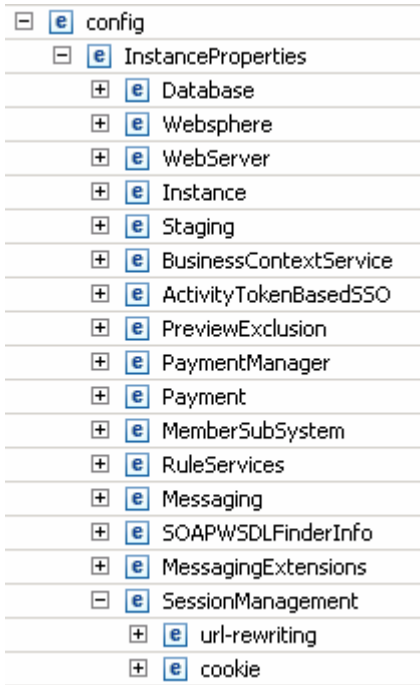 config
InstanceProperties
Database
Websphere
WebServer
Instance
Staging
BusinessContextService
ActivityTokenBasedSSO
PreviewExclusion
PaymentManager
Payment
MemberSubSystem
RuleServices
Messaging
SOAPWSDLFinderInfo
MessagingExtensions
SessionManagement
url-rewriting
cookie